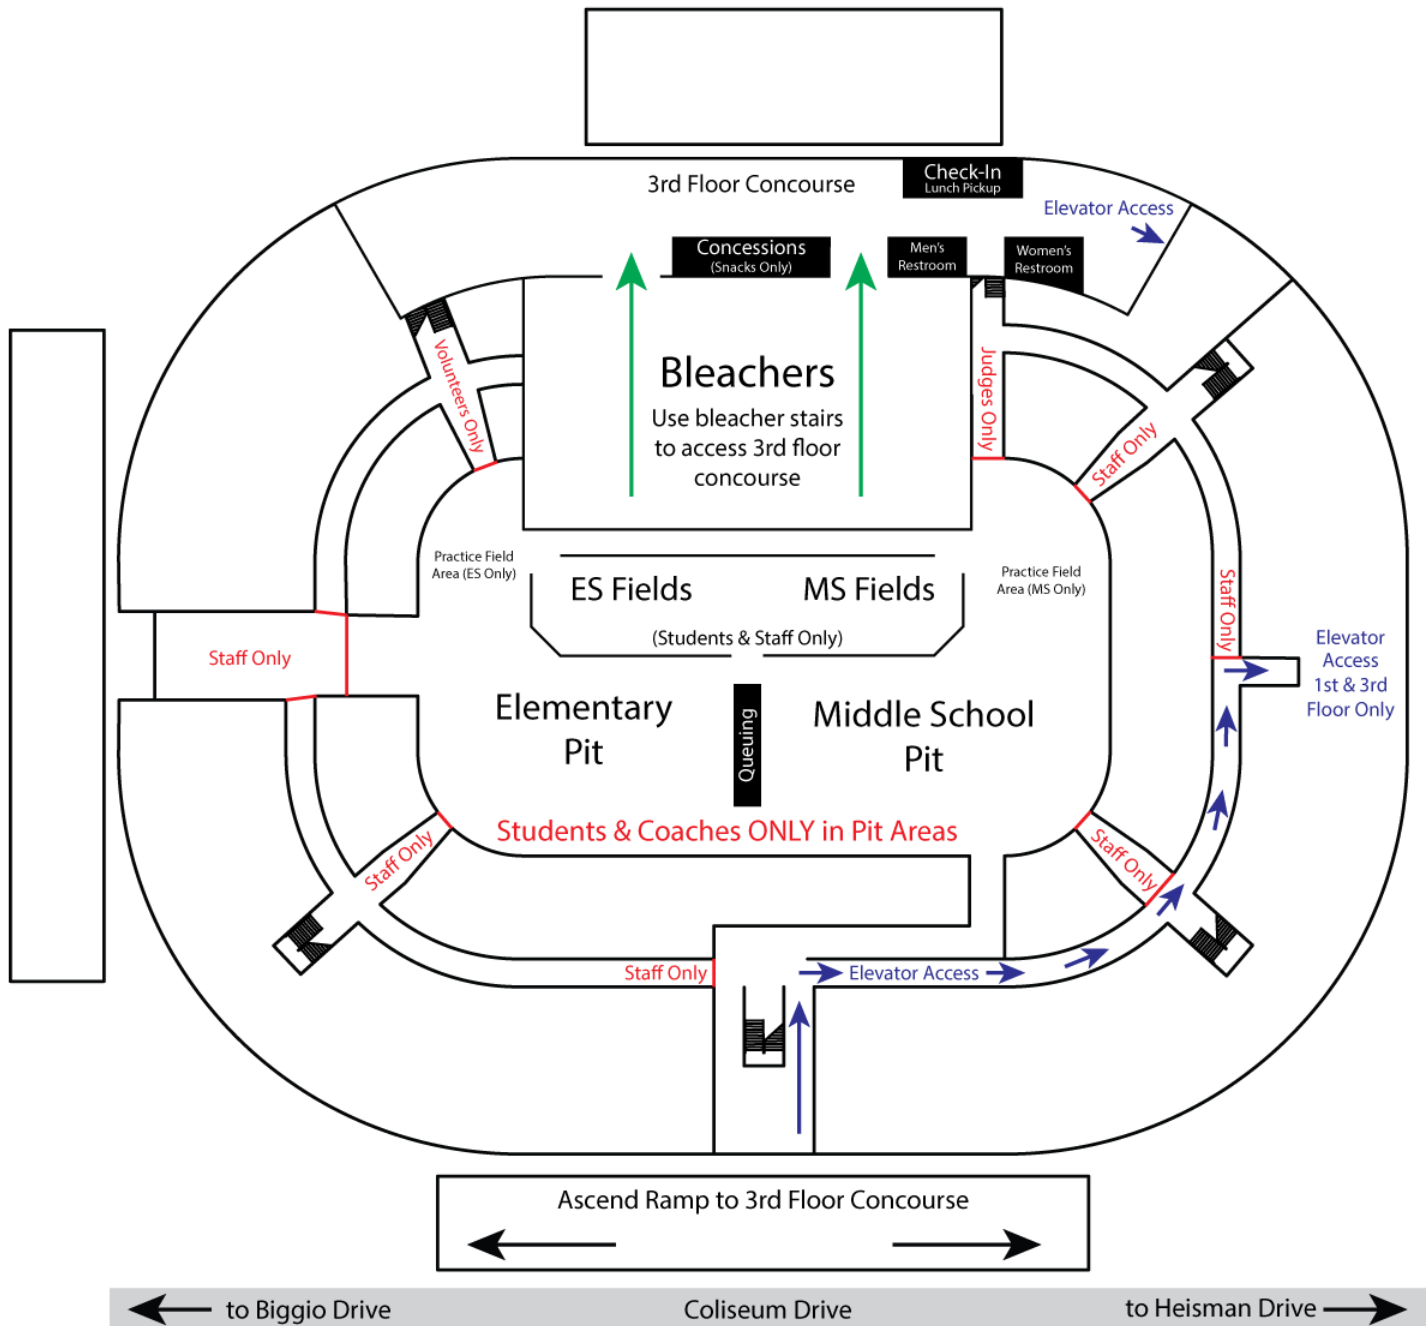 3rd Floor Concourse
Check-In
Lunch Pickup
Elevator Access
Concessions
(Snacks Only)
Men's
Restroom
Women's
Restroom
Volunteers Only
Bleachers
Use bleacher stairs
to access 3rd floor
concourse
Judges Only
Staff Only
Practice Field
Area (ES Only)
ES Fields
MS Fields
(Students & Staff Only)
Practice Field
Area (MS Only)
Staff Only
Elevator
Access
1st & 3rd
Floor Only
Staff Only
Elementary
Pit
Queuing
Middle School
Pit
Students & Coaches ONLY in Pit Areas
Staff Only
Staff Only
Staff Only
Elevator Access
Ascend Ramp to 3rd Floor Concourse
to Biggio Drive
Coliseum Drive
to Heisman Drive